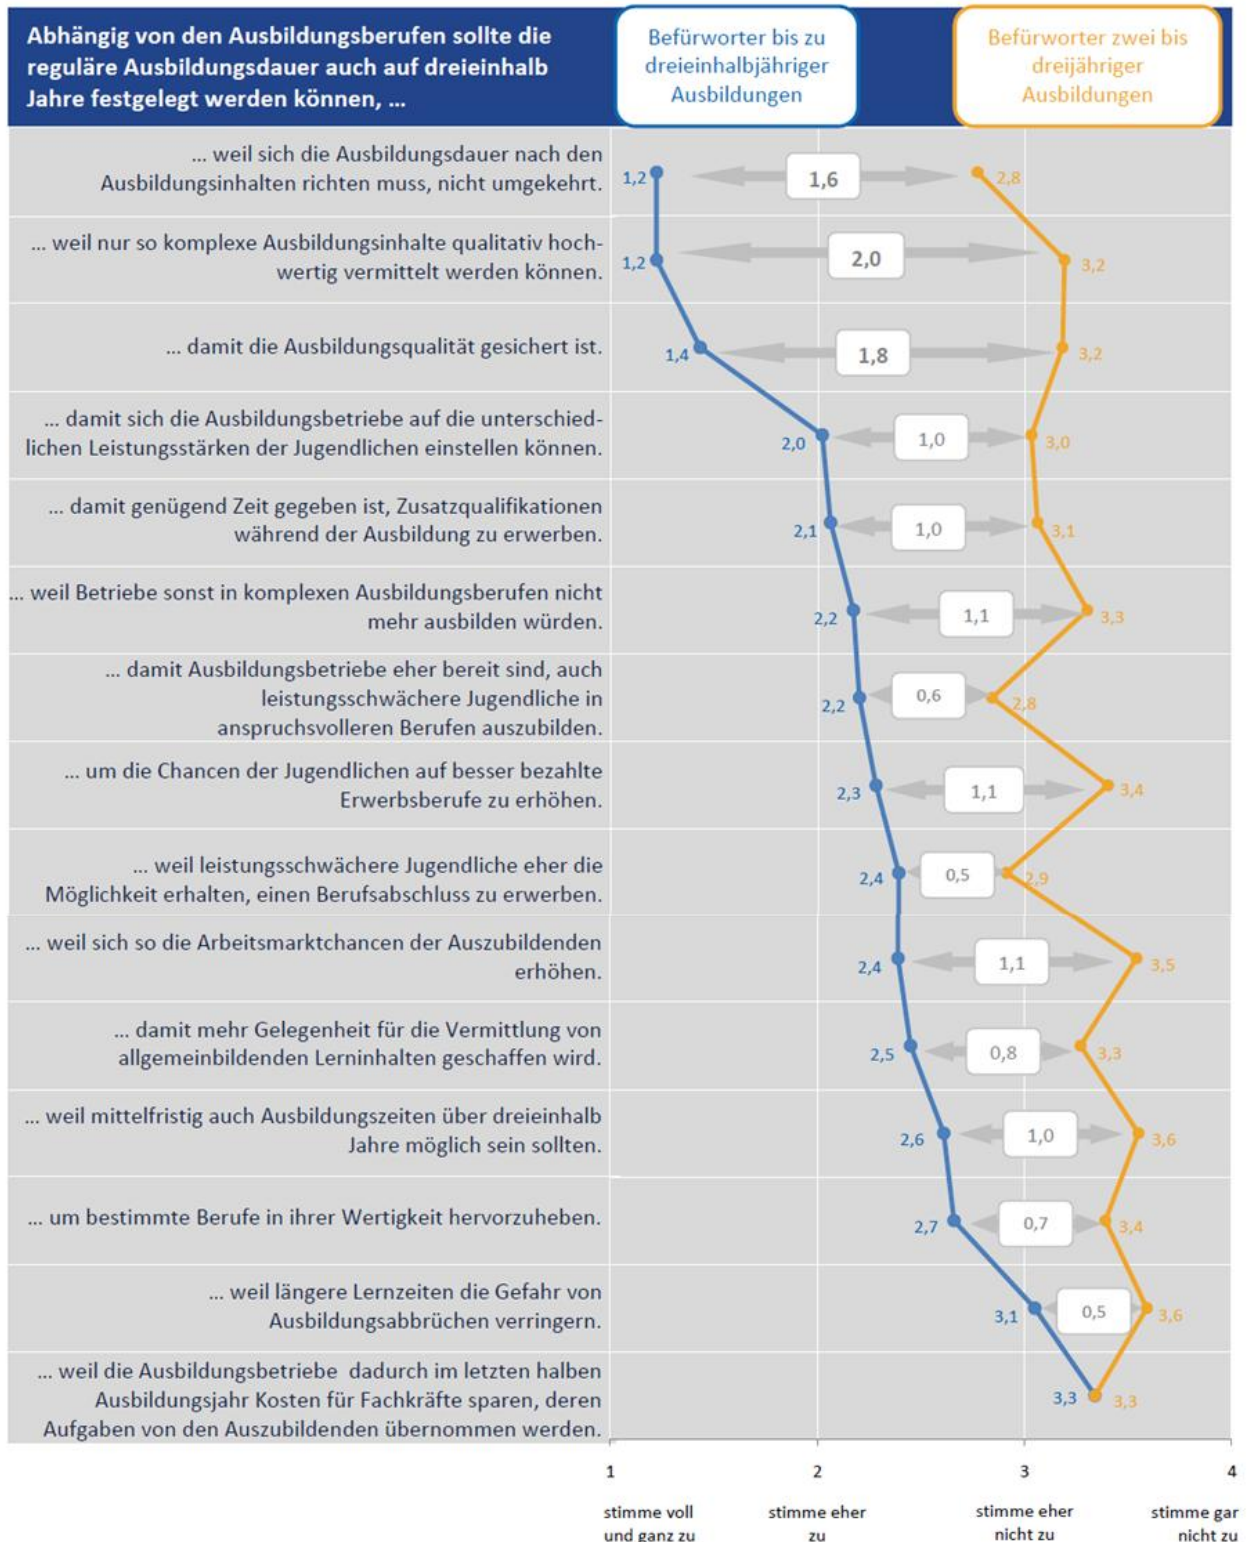 Abhängig von den Ausbildungsberufen sollte die
reguläre Ausbildungsdauer auch auf dreieinhalb
Jahre festgelegt werden können, ...
Befürworter bis zu
dreieinhalbjähriger
Ausbildungen
Befürworter zwei bis
dreijähriger
Ausbildungen
... weil sich die Ausbildungsdauer nach den
Ausbildungsinhalten richten muss, nicht umgekehrt.
1,2
1,6
2,8
... weil nur so komplexe Ausbildungsinhalte qualitativ hoch-
wertig vermittelt werden können.
1,2
2,0
3,2
... damit die Ausbildungsqualität gesichert ist.
1,4
1,8
3,2
... damit sich die Ausbildungsbetriebe auf die unterschied-
lichen Leistungsstärken der Jugendlichen einstellen können.
2,0
1,0
3,0
... damit genügend Zeit gegeben ist, Zusatzqualifikationen
während der Ausbildung zu erwerben.
2,1
1,0
3,1
... weil Betriebe sonst in komplexen Ausbildungsberufen nicht
mehr ausbilden würden.
2,2
1,1
3,3
... damit Ausbildungsbetriebe eher bereit sind, auch
leistungsschwächere Jugendliche in
anspruchsvolleren Berufen auszubilden.
2,2
0,6
2,8
... um die Chancen der Jugendlichen auf besser bezahlte
Erwerbsberufe zu erhöhen.
2,3
1,1
3,4
... weil leistungsschwächere Jugendliche eher die
Möglichkeit erhalten, einen Berufsabschluss zu erwerben.
2,4
0,5
2,9
... weil sich so die Arbeitsmarktchancen der Auszubildenden
erhöhen.
2,4
1,1
3,5
... damit mehr Gelegenheit für die Vermittlung von
allgemeinbildenden Lerninhalten geschaffen wird.
2,5
0,8
3,3
... weil mittelfristig auch Ausbildungszeiten über dreieinhalb
Jahre möglich sein sollten.
2,6
1,0
3,6
... um bestimmte Berufe in ihrer Wertigkeit hervorzuheben.
2,7
0,7
3,4
... weil längere Lernzeiten die Gefahr von
Ausbildungsabbrüchen verringern.
3,1
0,5
3,6
... weil die Ausbildungsbetriebe dadurch im letzten halben
Ausbildungsjahr Kosten für Fachkräfte sparen, deren
Aufgaben von den Auszubildenden übernommen werden.
3,3
3,3
1
2
3
4
stimme voll
und ganz zu
stimme eher
zu
stimme eher
nicht zu
stimme gar
nicht zu